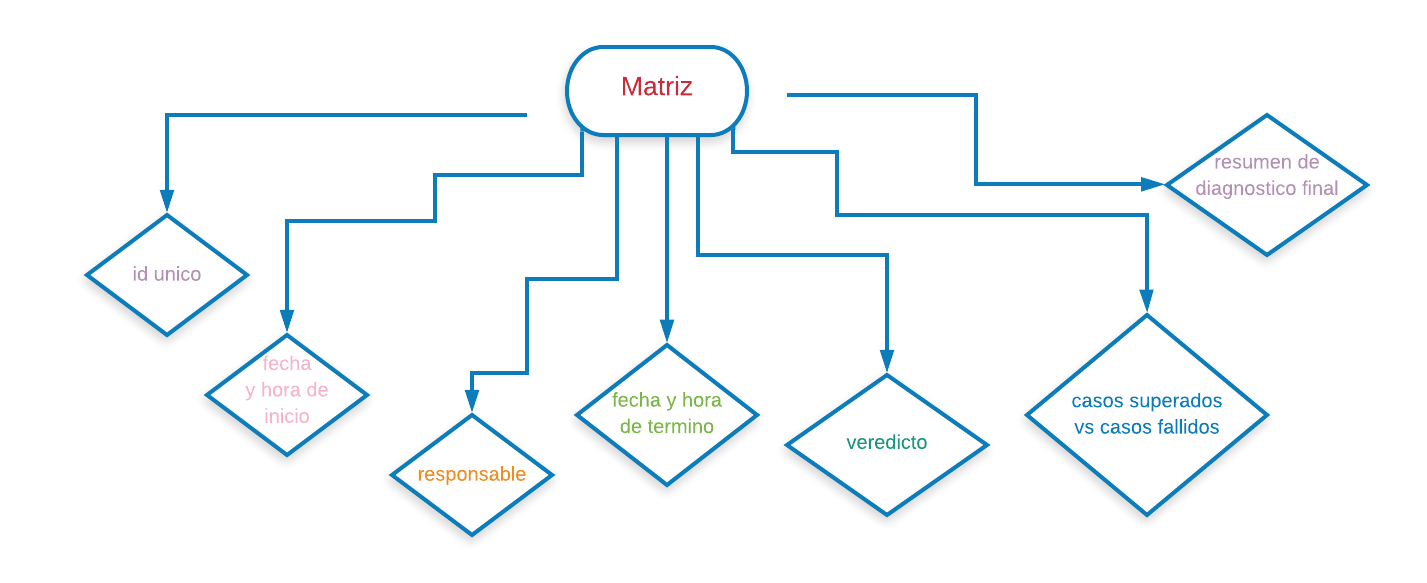 Matriz
id unico
fecha
y hora de
inicio
responsable
fecha y hora
de termino
veredicto
casos superados
vs casos fallidos
resumen de
diagnostico final